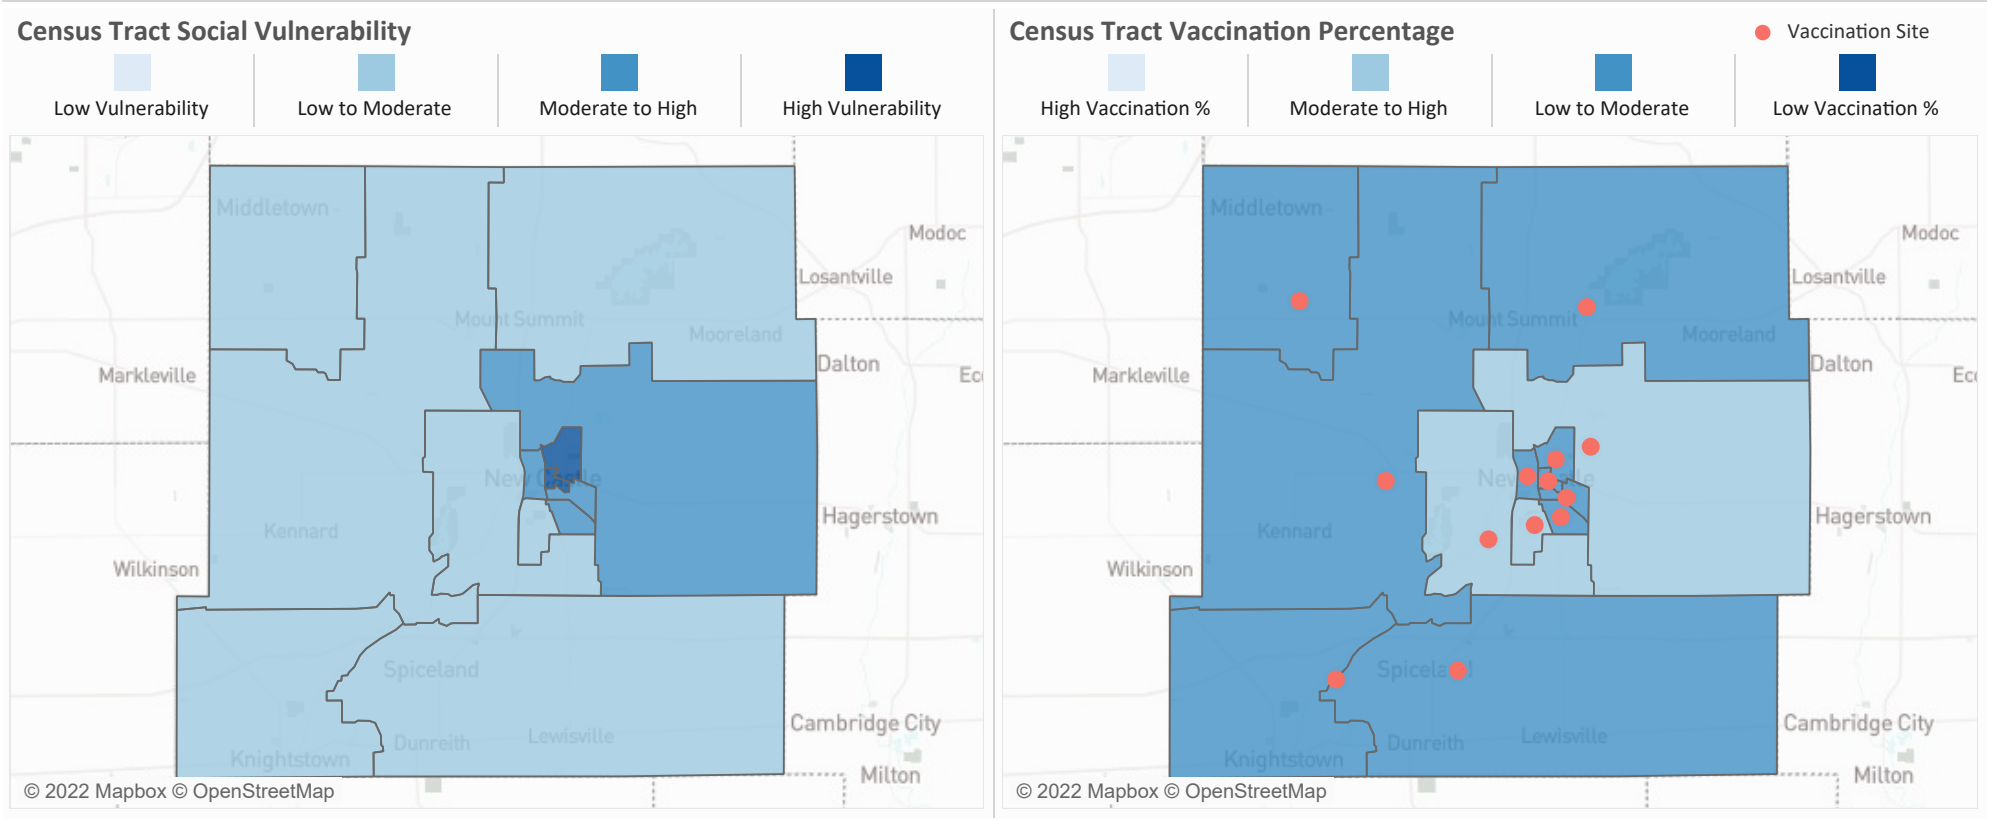 Census Tract Social Vulnerability
Low Vulnerability
Low to Moderate
Moderate to High
High Vulnerability
Middletown
Modoc
Losantville
Mount Summit
Mooreland
Dalton
Markleville
New Castle
Kennard
Hagerstown
Wilkinson
Spiceland
Cambridge City
Lewisville
Dunreith
Knightstown
Milton
© 2022 Mapbox © OpenStreetMap
Census Tract Vaccination Percentage
Vaccination Site
High Vaccination %
Moderate to High
Low to Moderate
Low Vaccination %
Middletown
Modoc
Losantville
Mount Summit
Mooreland
Dalton
Markleville
Kennard
Hagerstown
Wilkinson
Cambridge City
Lewisville
Dunreith
Knightstown
Milton
© 2022 Mapbox © OpenStreetMap